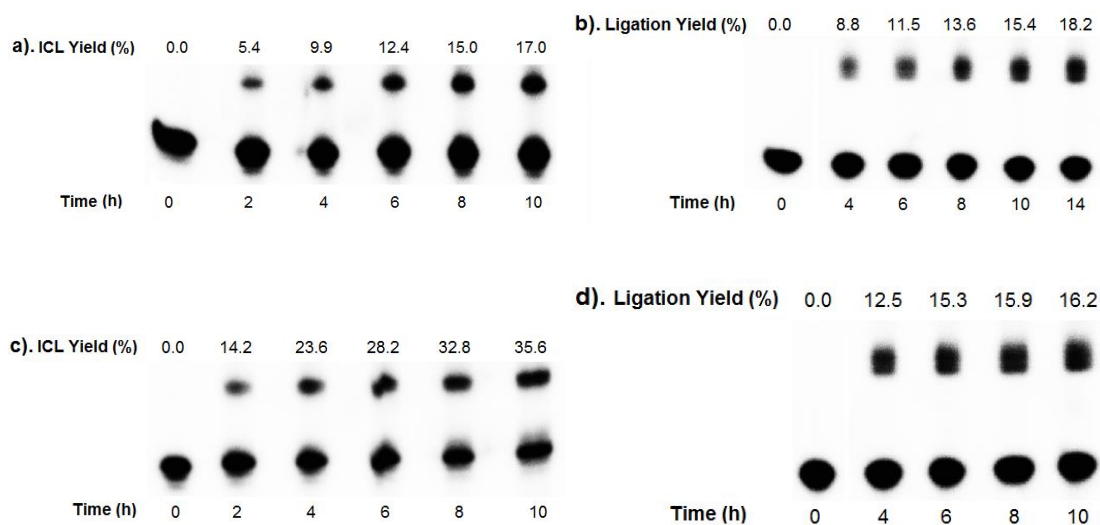 a). ICL Yield (%) 0.0 5.4 9.9 12.4 15.0 17.0
Time (h) 0 2 4 6 8 10
b). Ligation Yield (%) 0.0 8.8 11.5 13.6 15.4 18.2
Time (h) 0 4 6 8 10 14
c). ICL Yield (%) 0.0 14.2 23.6 28.2 32.8 35.6
Time (h) 0 2 4 6 8 10
d). Ligation Yield (%) 0.0 12.5 15.3 15.9 16.2
Time (h) 0 4 6 8 10